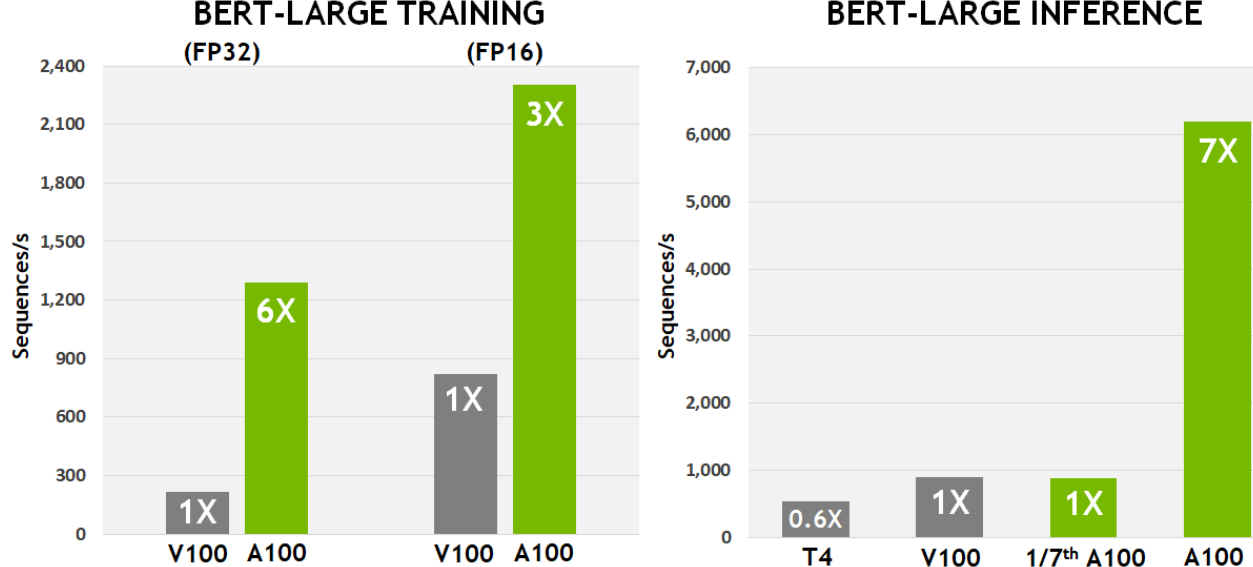 BERT-LARGE TRAINING
(FP32) (FP16)
Sequences/s
2,400
2,100
1,800
1,500
1,200
900
600
300
0
1X
6X
1X
3X
V100 A100 V100 A100
BERT-LARGE INFERENCE
Sequences/s
7,000
6,000
5,000
4,000
3,000
2,000
1,000
0
0.6X
1X
1X
7X
T4 V100 1/7th A100 A100